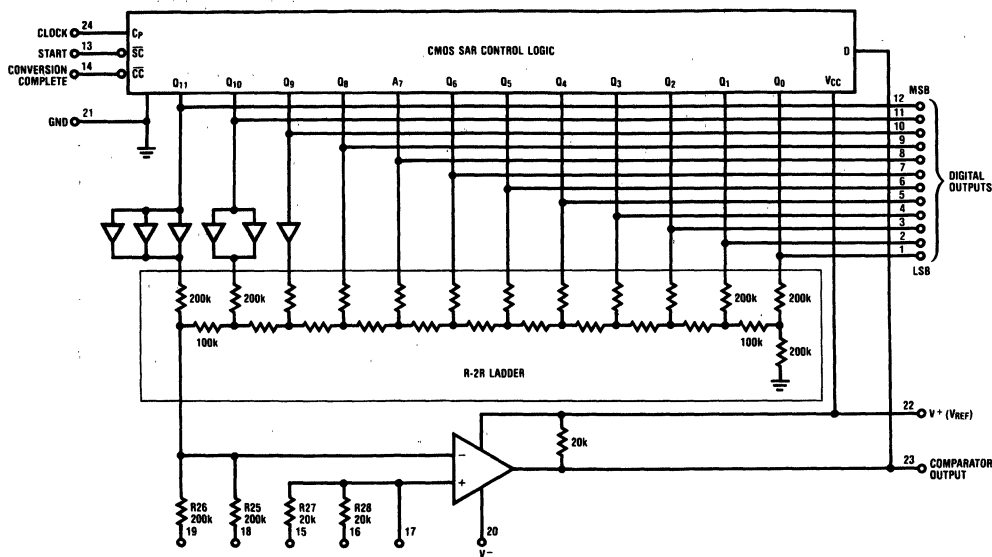 CMOS SAR CONTROL LOGIC
CLOCK 24 CP
START 13 SC
CONVERSION COMPLETE 14 CC
D
Q11 Q10 Q9 Q8 A7 Q6 Q5 Q4 Q3 Q2 Q1 Q0 VCC
GND 21
MSB
12
11
10
9
8
7
6
5
4
3
2
1
LSB
DIGITAL
OUTPUTS
200k 200k 200k 200k
100k 100k
200k
R-2R LADDER
22 V+ (VREF)
20k
23 COMPARATOR
OUTPUT
−
+
R26
200k
R25
200k
R27
20k
R28
20k
19 18 15 16 17 20
V−